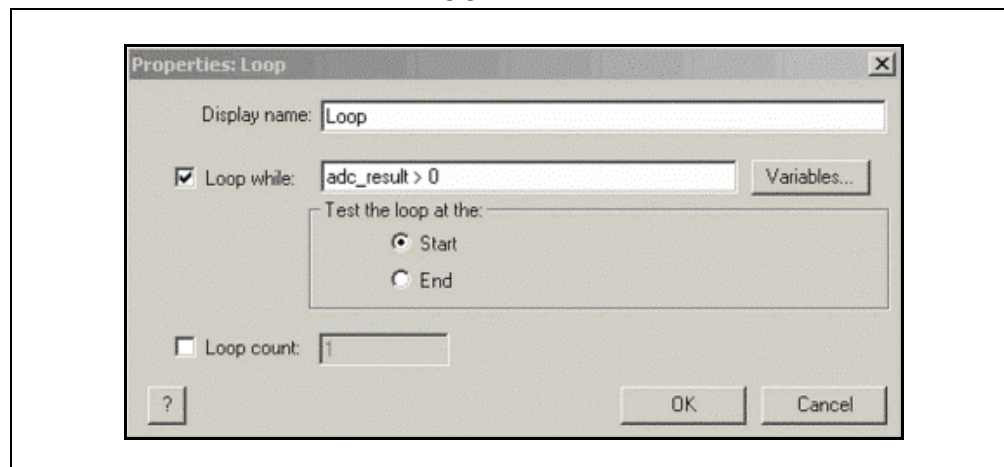 Properties: Loop
Display name: Loop
Loop while: adc_result > 0 Variables...
Test the loop at the:
Start
End
Loop count: 1
? OK Cancel